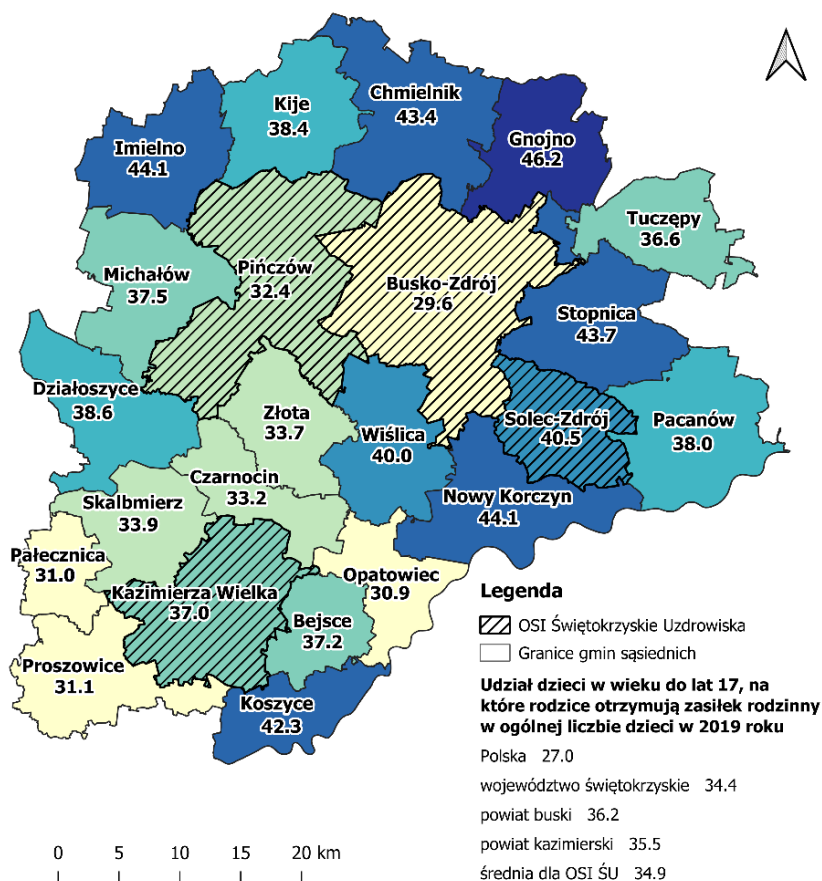 Kije
38.4
Chmielnik
43.4
Gnojno
46.2
Imielno
44.1
Tuczępy
36.6
Michałów
37.5
Pińczów
32.4
Busko-Zdrój
29.6
Stopnica
43.7
Działoszyce
38.6
Złota
33.7
Wiślica
40.0
Solec-Zdrój
40.5
Pacanów
38.0
Czarnocin
33.2
Skalbmierz
33.9
Nowy Korczyn
44.1
Pałecznica
31.0
Kazimierza Wielka
37.0
Opatowiec
30.9
Bejsce
37.2
Proszowice
31.1
Koszyce
42.3
Legenda
OSI Świętokrzyskie Uzdrowiska
Granice gmin sąsiednich
Udział dzieci w wieku do lat 17, na
które rodzice otrzymują zasiłek rodzinny
w ogólnej liczbie dzieci w 2019 roku
Polska 27.0
województwo świętokrzyskie 34.4
powiat buski 36.2
powiat kazimierski 35.5
średnia dla OSI ŚU 34.9
0 5 10 15 20 km